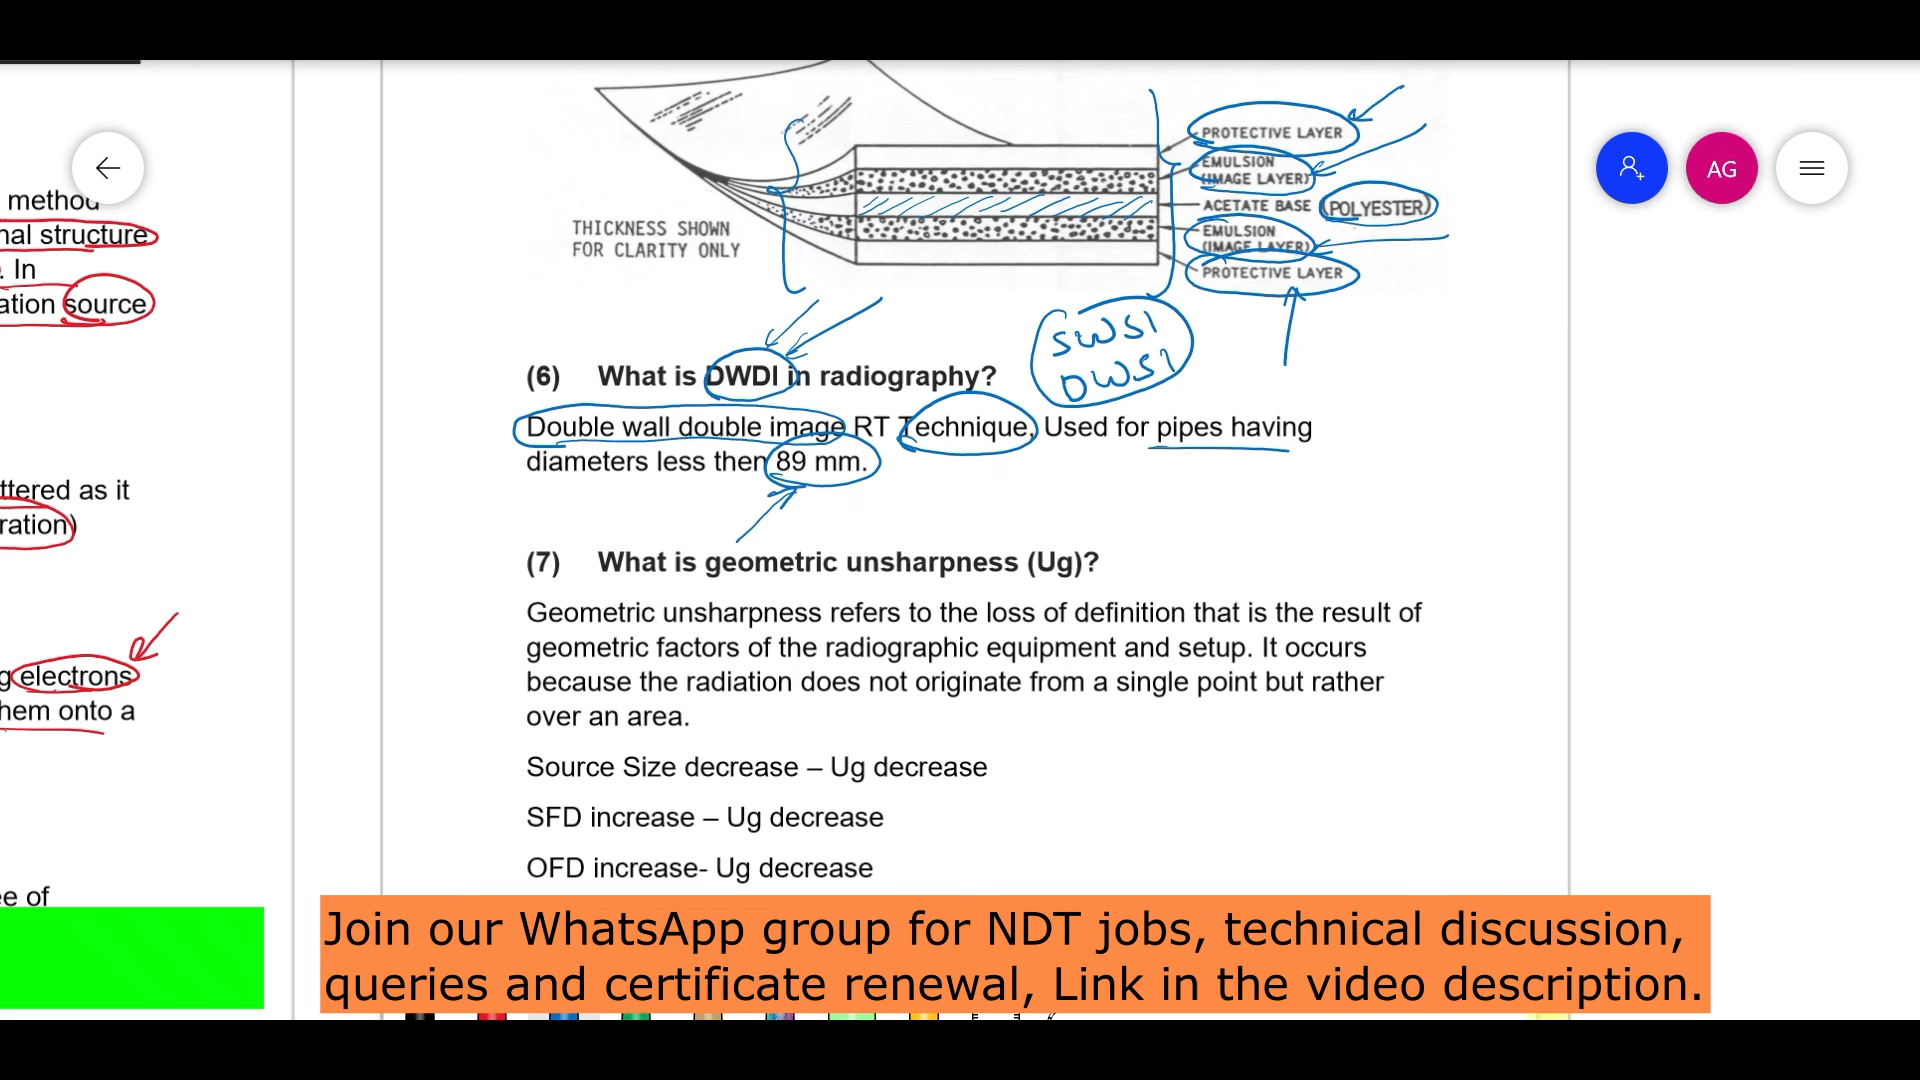 method
nal structure
. In
ation source
ttered as it
ration)
g electrons
hem onto a
ee of
PROTECTIVE LAYER
EMULSION
(IMAGE LAYER)
ACETATE BASE (POLYESTER)
EMULSION
(IMAGE LAYER)
PROTECTIVE LAYER
THICKNESS SHOWN
FOR CLARITY ONLY
SWSI
DWSI
(6) What is DWDI in radiography?
Double wall double image RT Technique, Used for pipes having
diameters less then 89 mm.
(7) What is geometric unsharpness (Ug)?
Geometric unsharpness refers to the loss of definition that is the result of
geometric factors of the radiographic equipment and setup. It occurs
because the radiation does not originate from a single point but rather
over an area.
Source Size decrease – Ug decrease
SFD increase – Ug decrease
OFD increase- Ug decrease
AG
Join our WhatsApp group for NDT jobs, technical discussion,
queries and certificate renewal, Link in the video description.